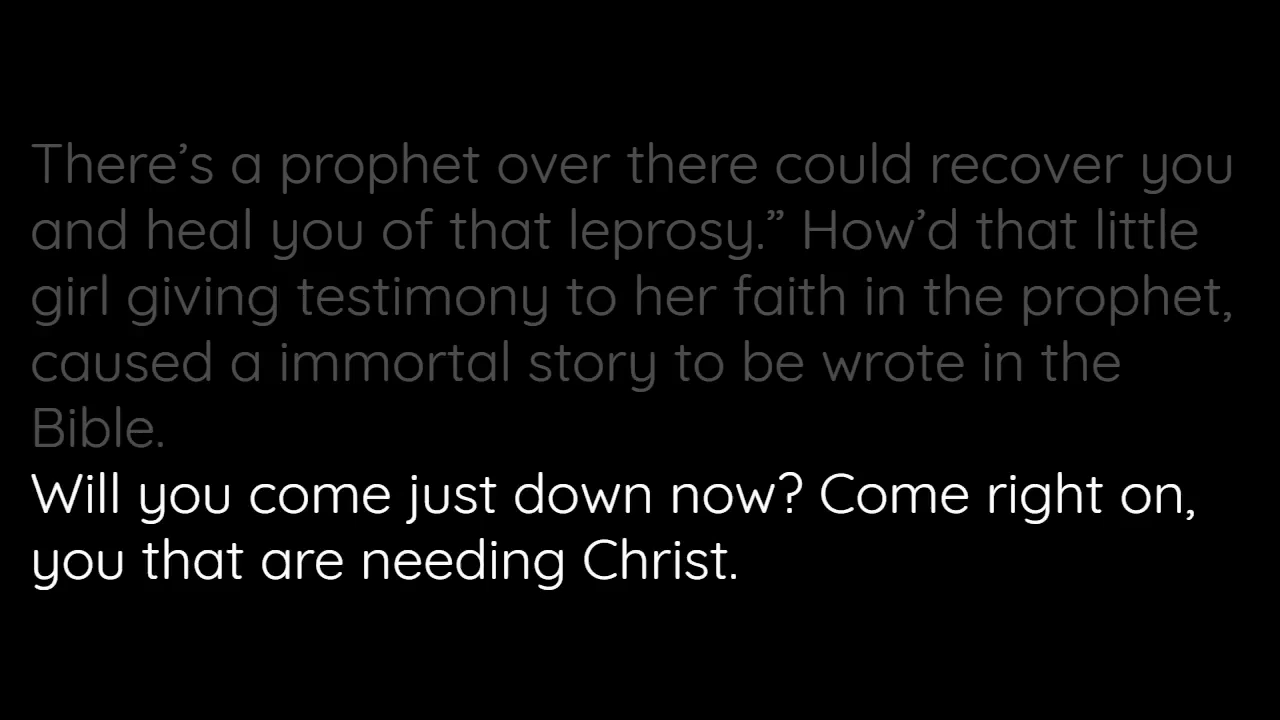 There’s a prophet over there could recover you
and heal you of that leprosy.” How’d that little
girl giving testimony to her faith in the prophet,
caused a immortal story to be wrote in the
Bible.
Will you come just down now? Come right on,
you that are needing Christ.